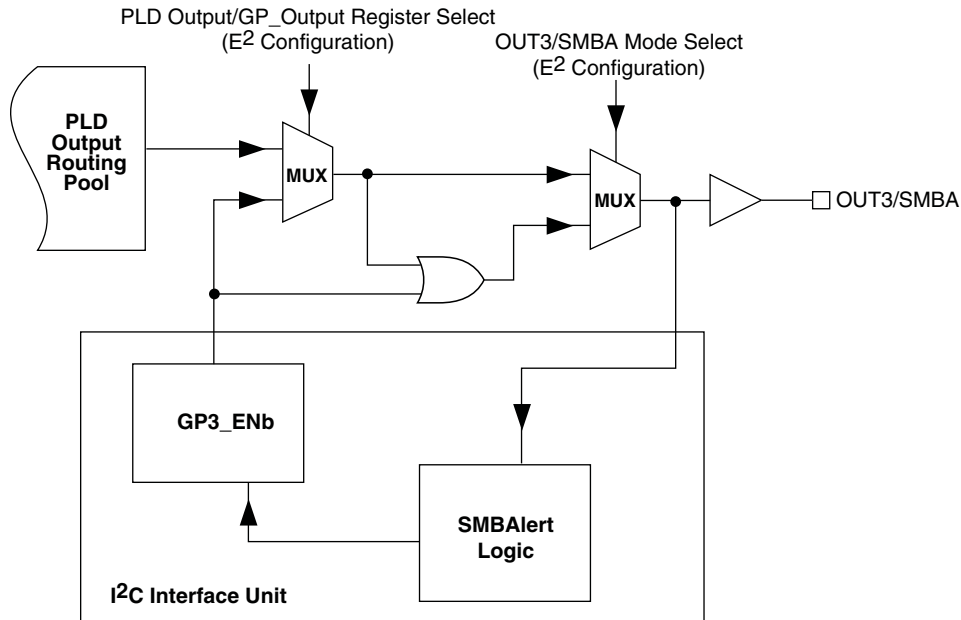 PLD Output/GP_Output Register Select
(E2 Configuration)
OUT3/SMBA Mode Select
(E2 Configuration)
PLD
Output
Routing
Pool
MUX
MUX
OUT3/SMBA
GP3_ENb
SMBAlert
Logic
I2C Interface Unit